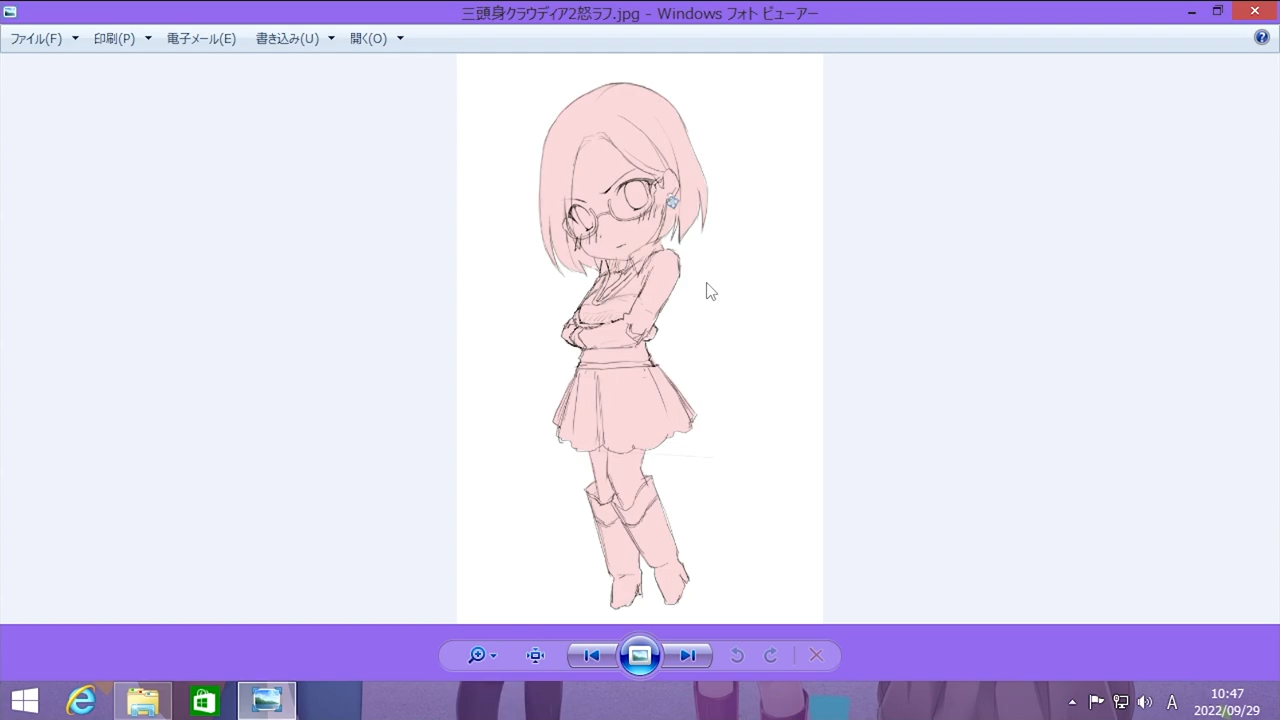 三頭身クラウディア2怒ラフ.jpg - Windows フォト ビューアー
ファイル(F) 印刷(P) 電子メール(E) 書き込み(U) 開く(O)
A
10:47
2022/09/29